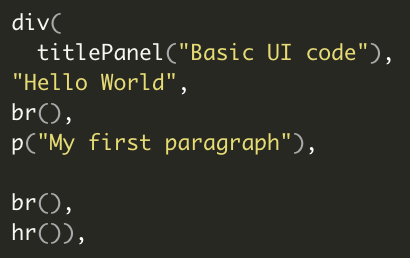 div(
  titlePanel("Basic UI code"),
"Hello World",
br(),
p("My first paragraph"),

br(),
hr()),